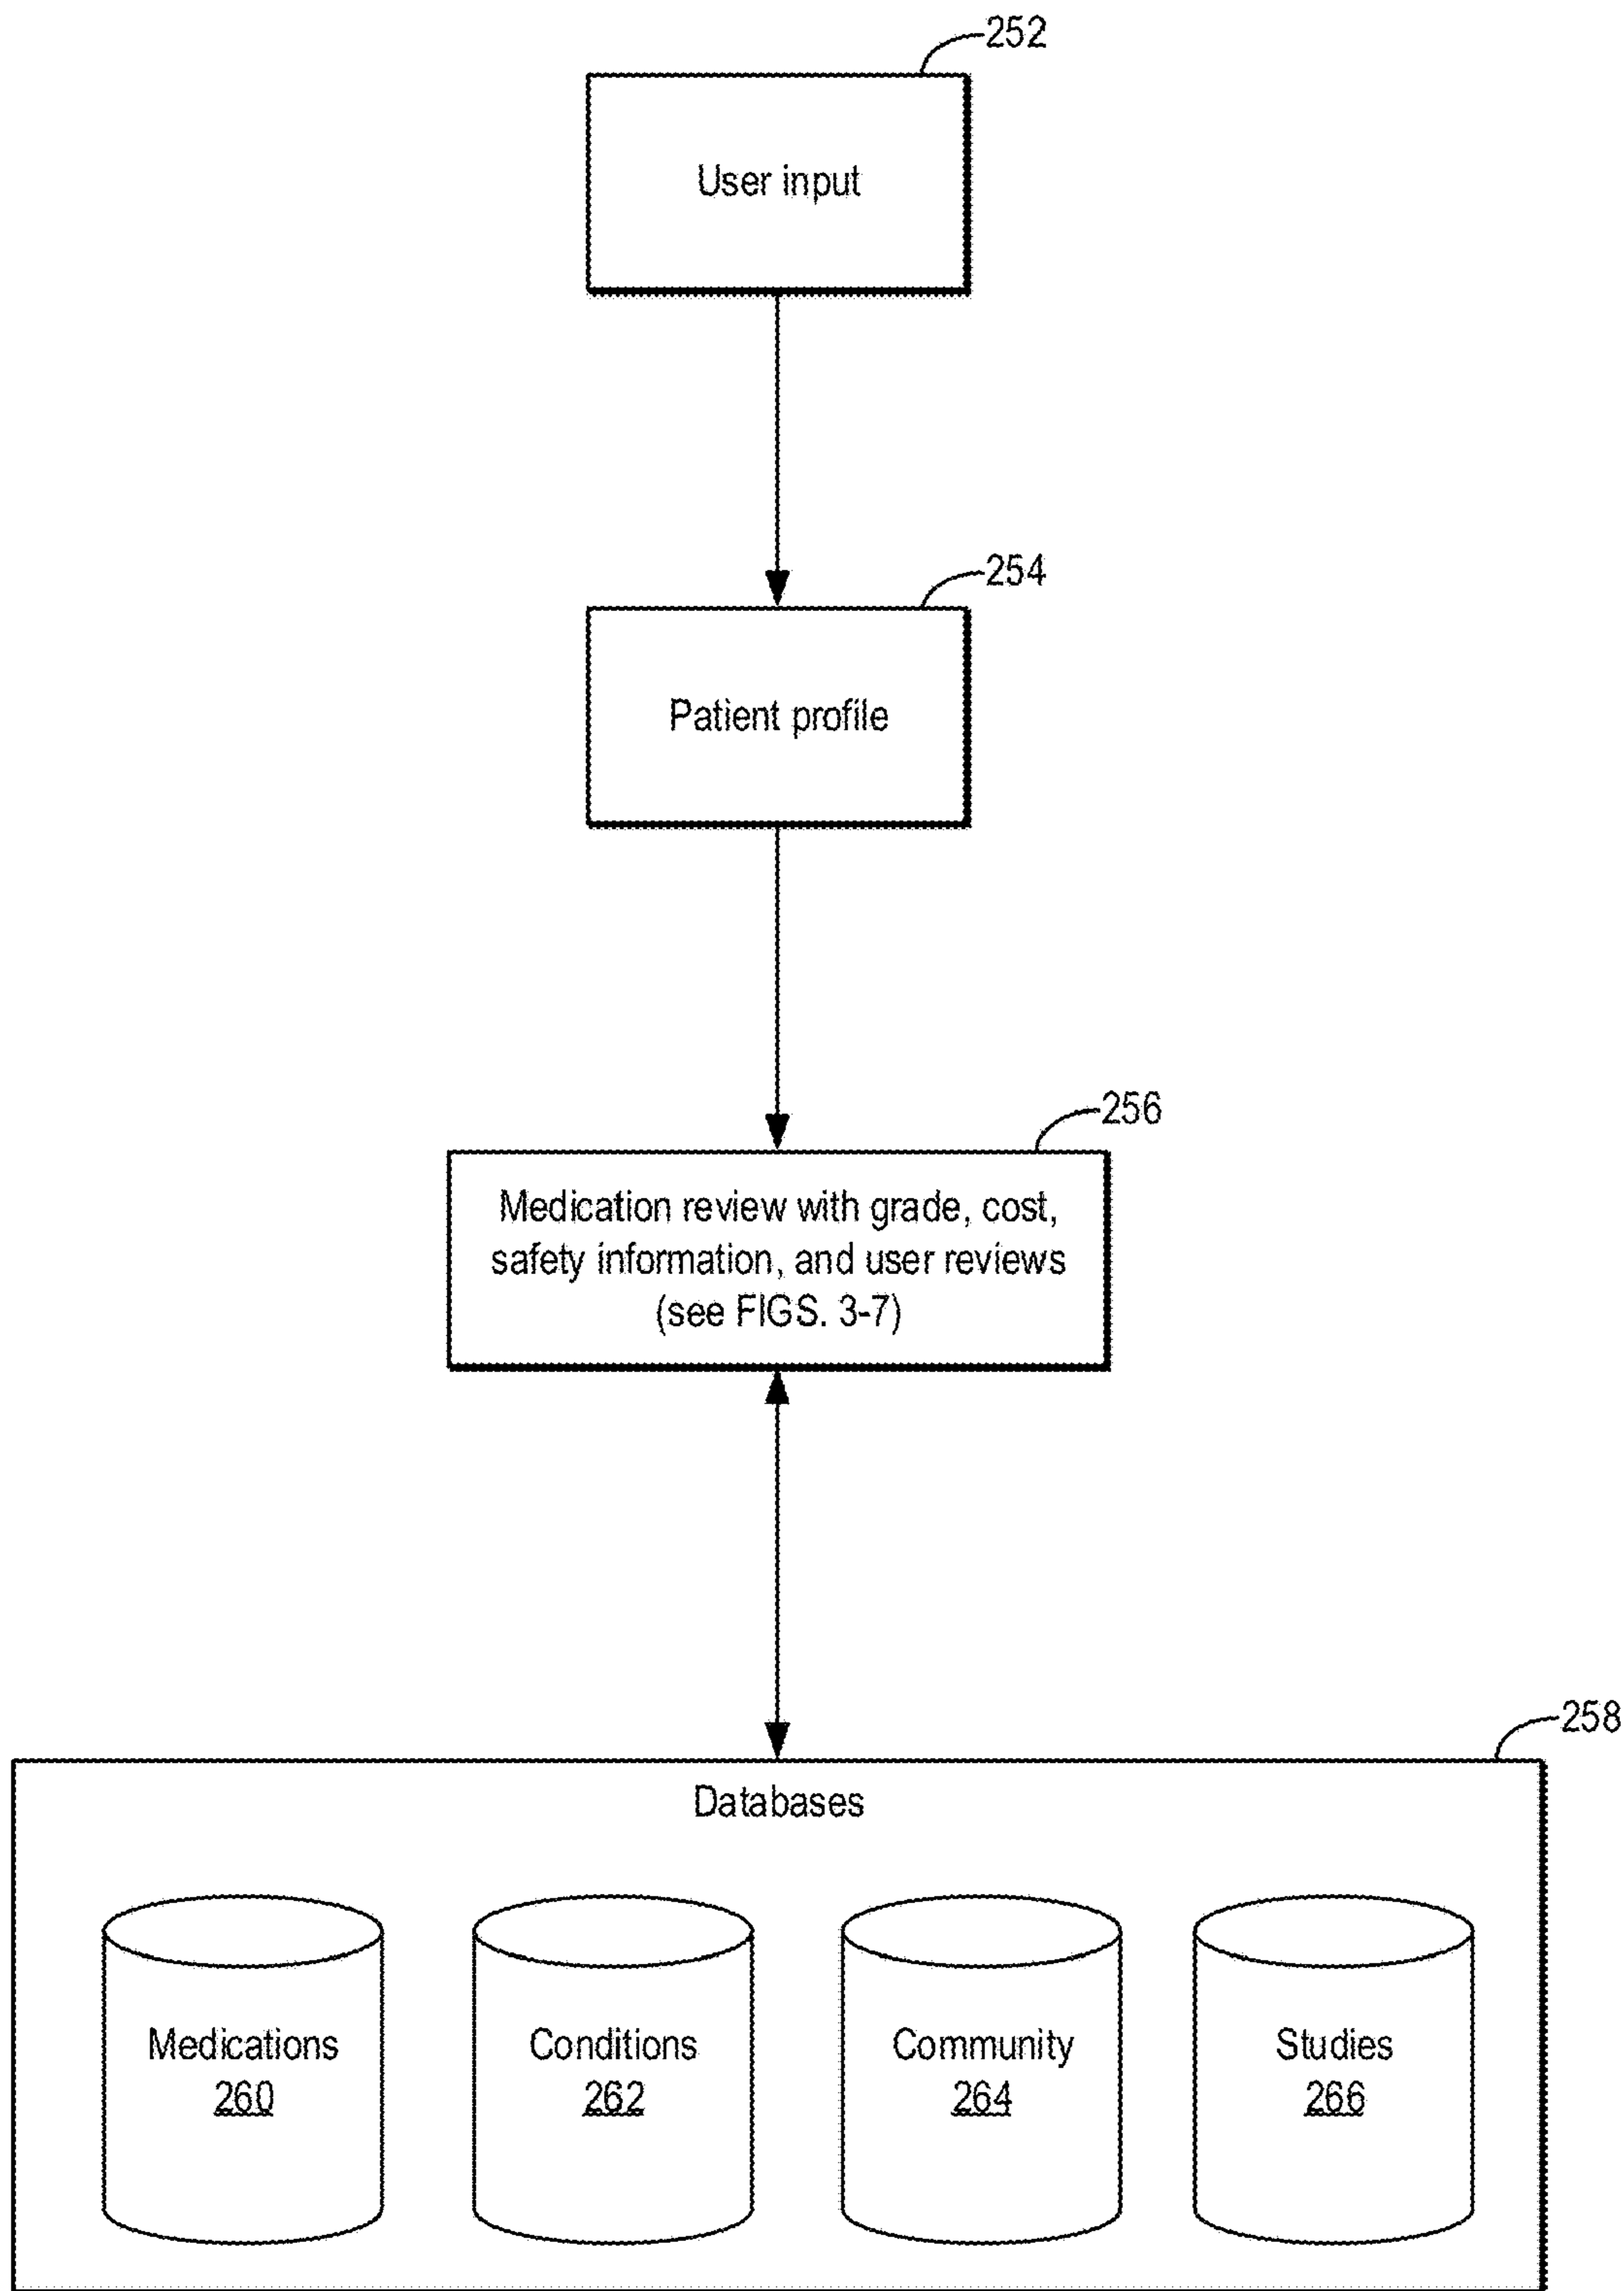 252
User input
254
Patient profile
256
Medication review with grade, cost,
safety information, and user reviews
(see FIGS. 3-7)
258
Databases
Medications
260
Conditions
262
Community
264
Studies
266